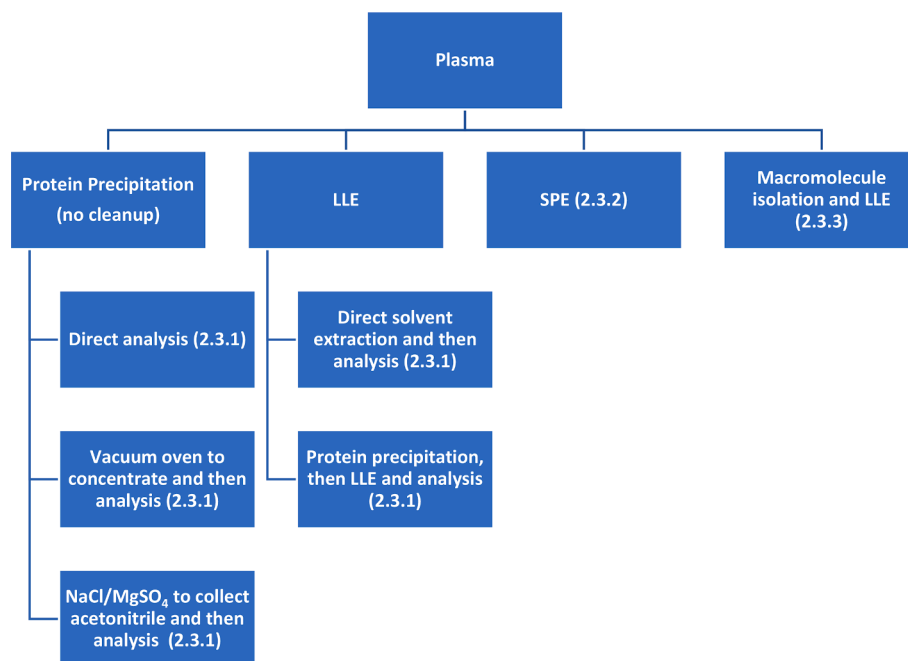 Plasma
Protein Precipitation
(no cleanup)
LLE
SPE (2.3.2)
Macromolecule
isolation and LLE
(2.3.3)
Direct analysis (2.3.1)
Direct solvent
extraction and then
analysis (2.3.1)
Vacuum oven to
concentrate and then
analysis (2.3.1)
Protein precipitation,
then LLE and analysis
(2.3.1)
NaCl/MgSO₄ to collect
acetonitrile and then
analysis (2.3.1)